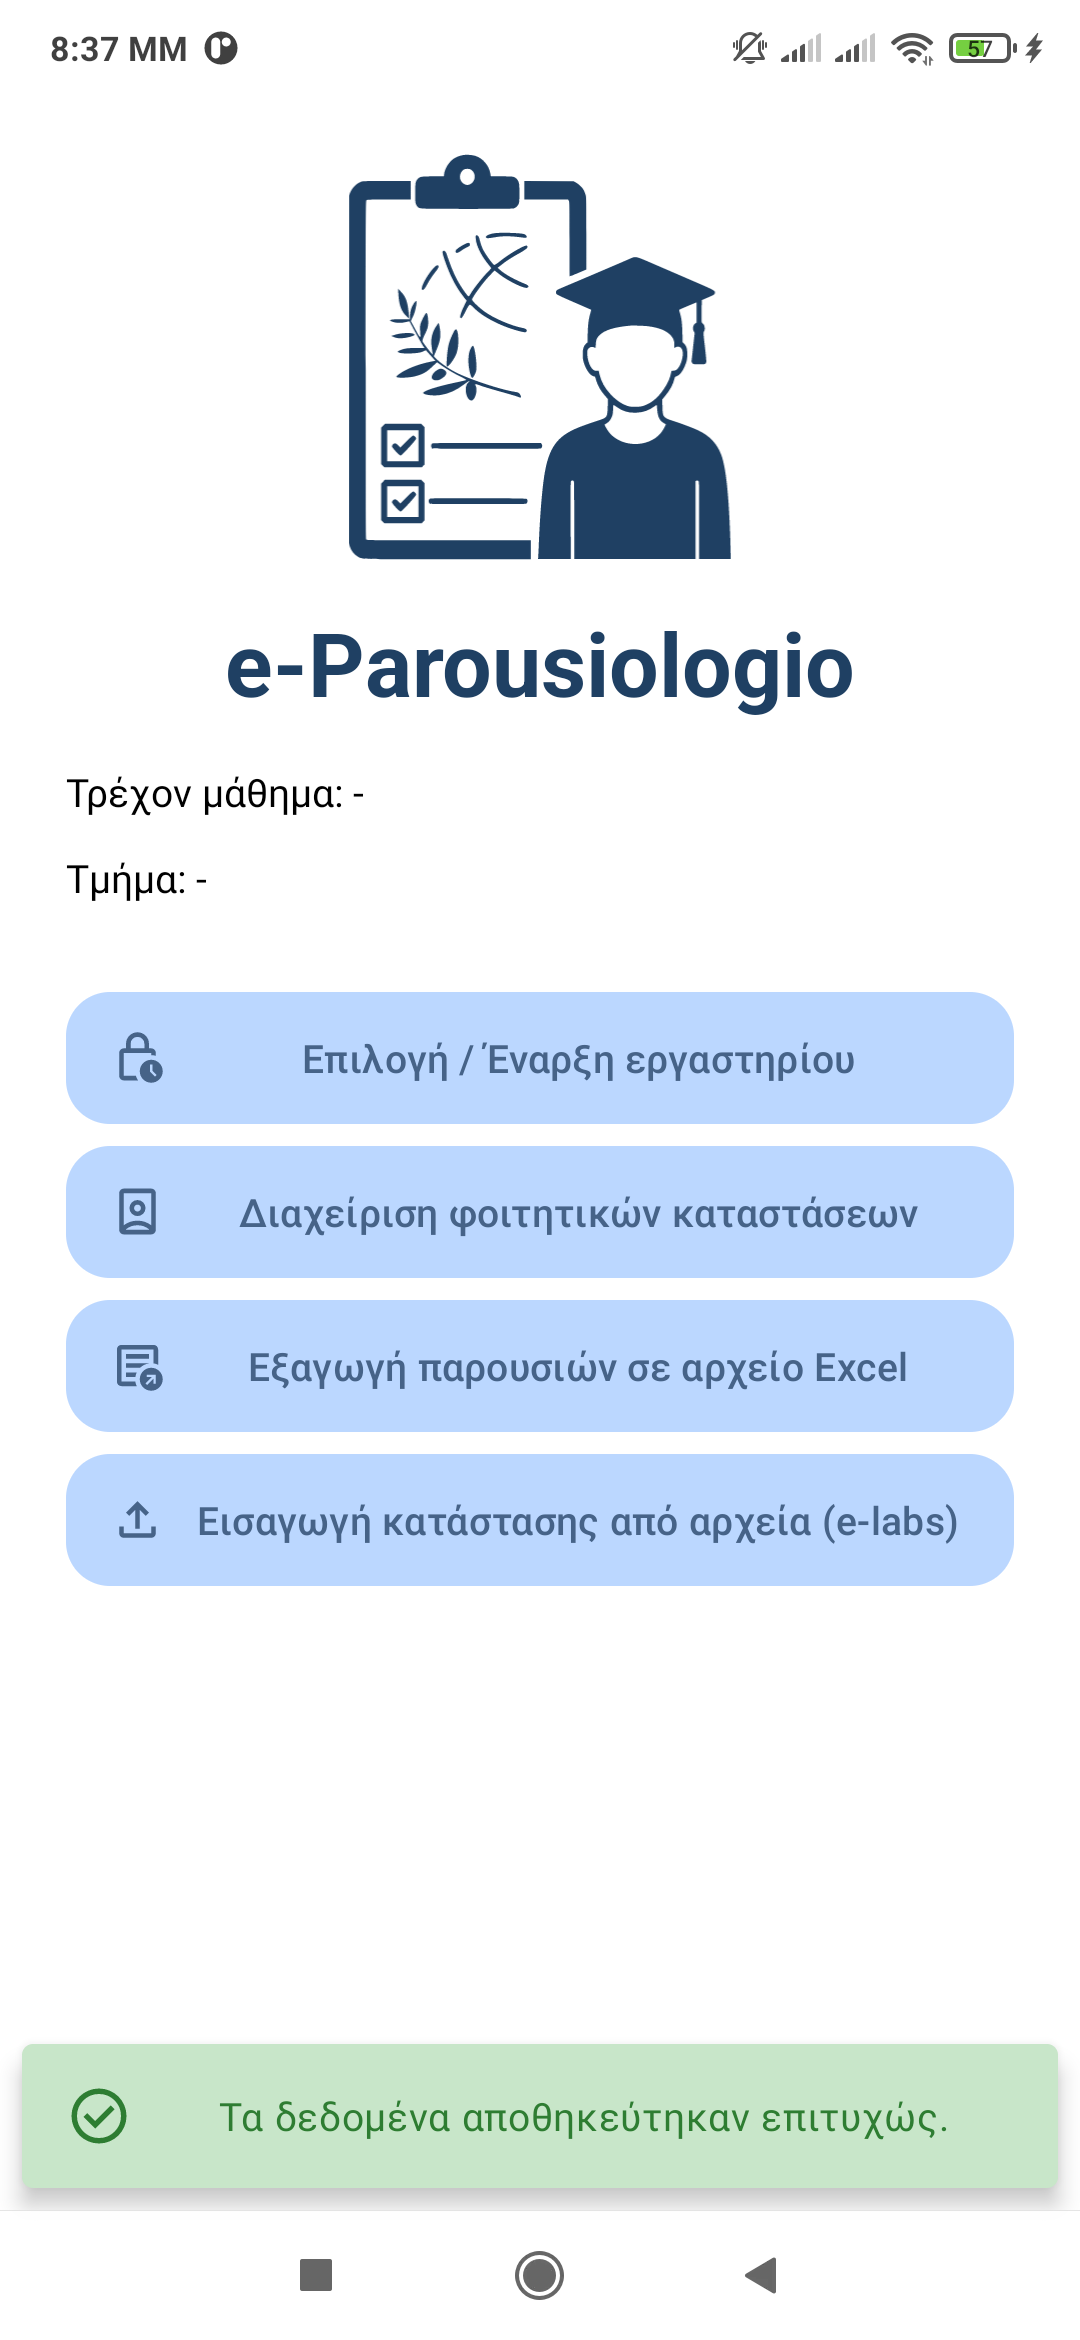 8:37 ΜΜ
57
e-Parousiologio
Τρέχον μάθημα: -
Τμήμα: -
Επιλογή / Έναρξη εργαστηρίου
Διαχείριση φοιτητικών καταστάσεων
Εξαγωγή παρουσιών σε αρχείο Excel
Εισαγωγή κατάστασης από αρχεία (e-labs)
Τα δεδομένα αποθηκεύτηκαν επιτυχώς.